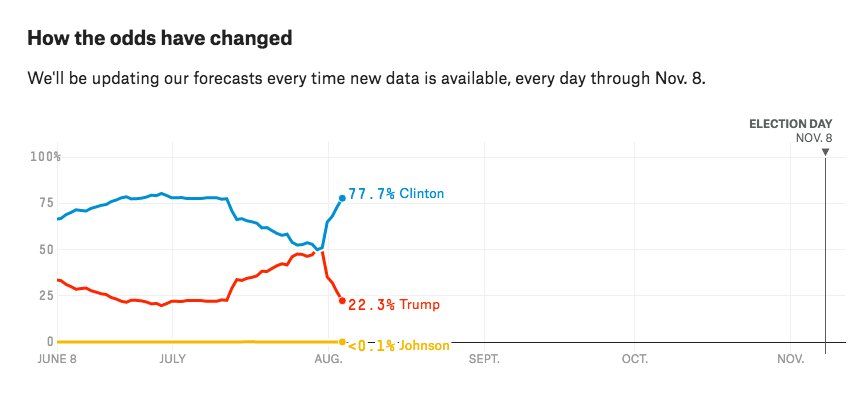 How the odds have changed
We'll be updating our forecasts every time new data is available, every day through Nov. 8.
ELECTION DAY
NOV. 8
100%
77.7% Clinton
75
50
25
22.3% Trump
0
<0.1% Johnson
JUNE 8 JULY AUG. SEPT. OCT. NOV.